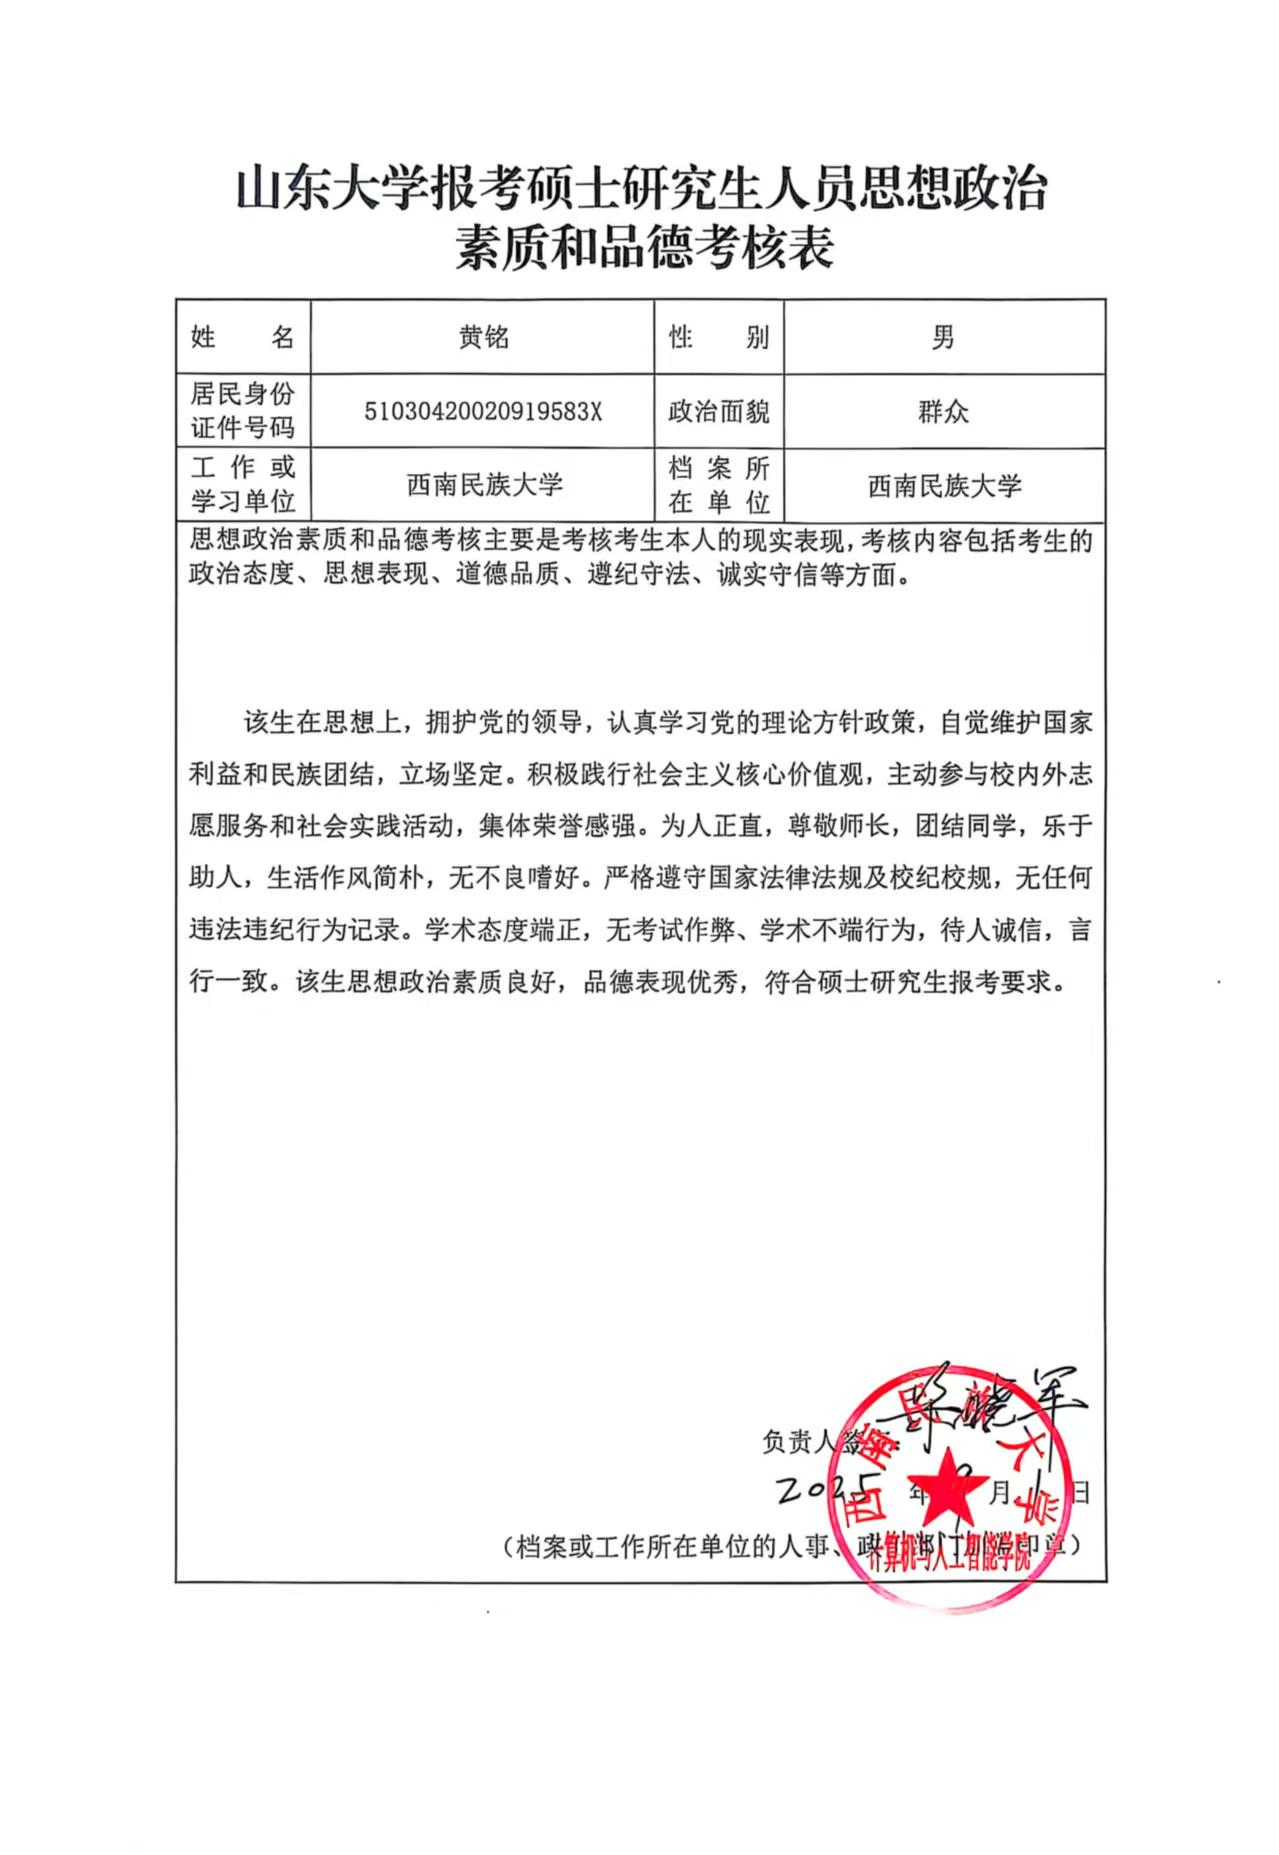 山东大学报考硕士研究生人员思想政治
素质和品德考核表
姓名 黄铭 性别 男
居民身份证件号码 51030420020919583X 政治面貌 群众
工作或学习单位 西南民族大学 档案所在单位 西南民族大学
思想政治素质和品德考核主要是考核考生本人的现实表现，考核内容包括考生的
政治态度、思想表现、道德品质、遵纪守法、诚实守信等方面。
该生在思想上，拥护党的领导，认真学习党的理论方针政策，自觉维护国家
利益和民族团结，立场坚定。积极践行社会主义核心价值观，主动参与校内外志
愿服务和社会实践活动，集体荣誉感强。为人正直，尊敬师长，团结同学，乐于
助人，生活作风简朴，无不良嗜好。严格遵守国家法律法规及校纪校规，无任何
违法违纪行为记录。学术态度端正，无考试作弊、学术不端行为，待人诚信，言
行一致。该生思想政治素质良好，品德表现优秀，符合硕士研究生报考要求。
负责人签
2025 年 9 月 1 日
（档案或工作所在单位的人事、政 部门 印章）
西南民族大学
计算机与人工智能学院